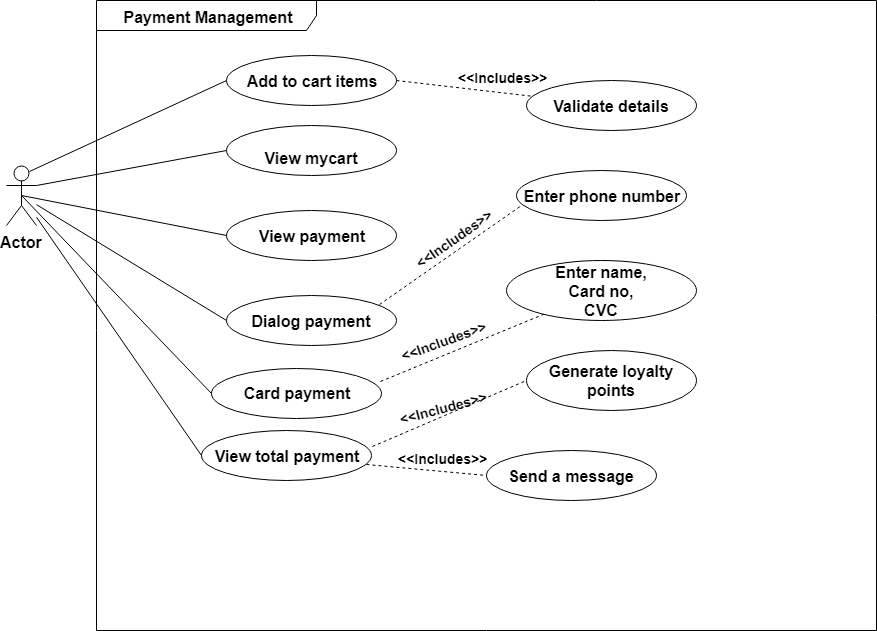 Payment Management
Add to cart items
<<Includes>>
Validate details
View mycart
Actor
View payment
Enter phone number
<<Includes>>
Dialog payment
Enter name,
Card no,
CVC
<<Includes>>
Card payment
Generate loyalty
points
<<Includes>>
View total payment
<<Includes>>
Send a message